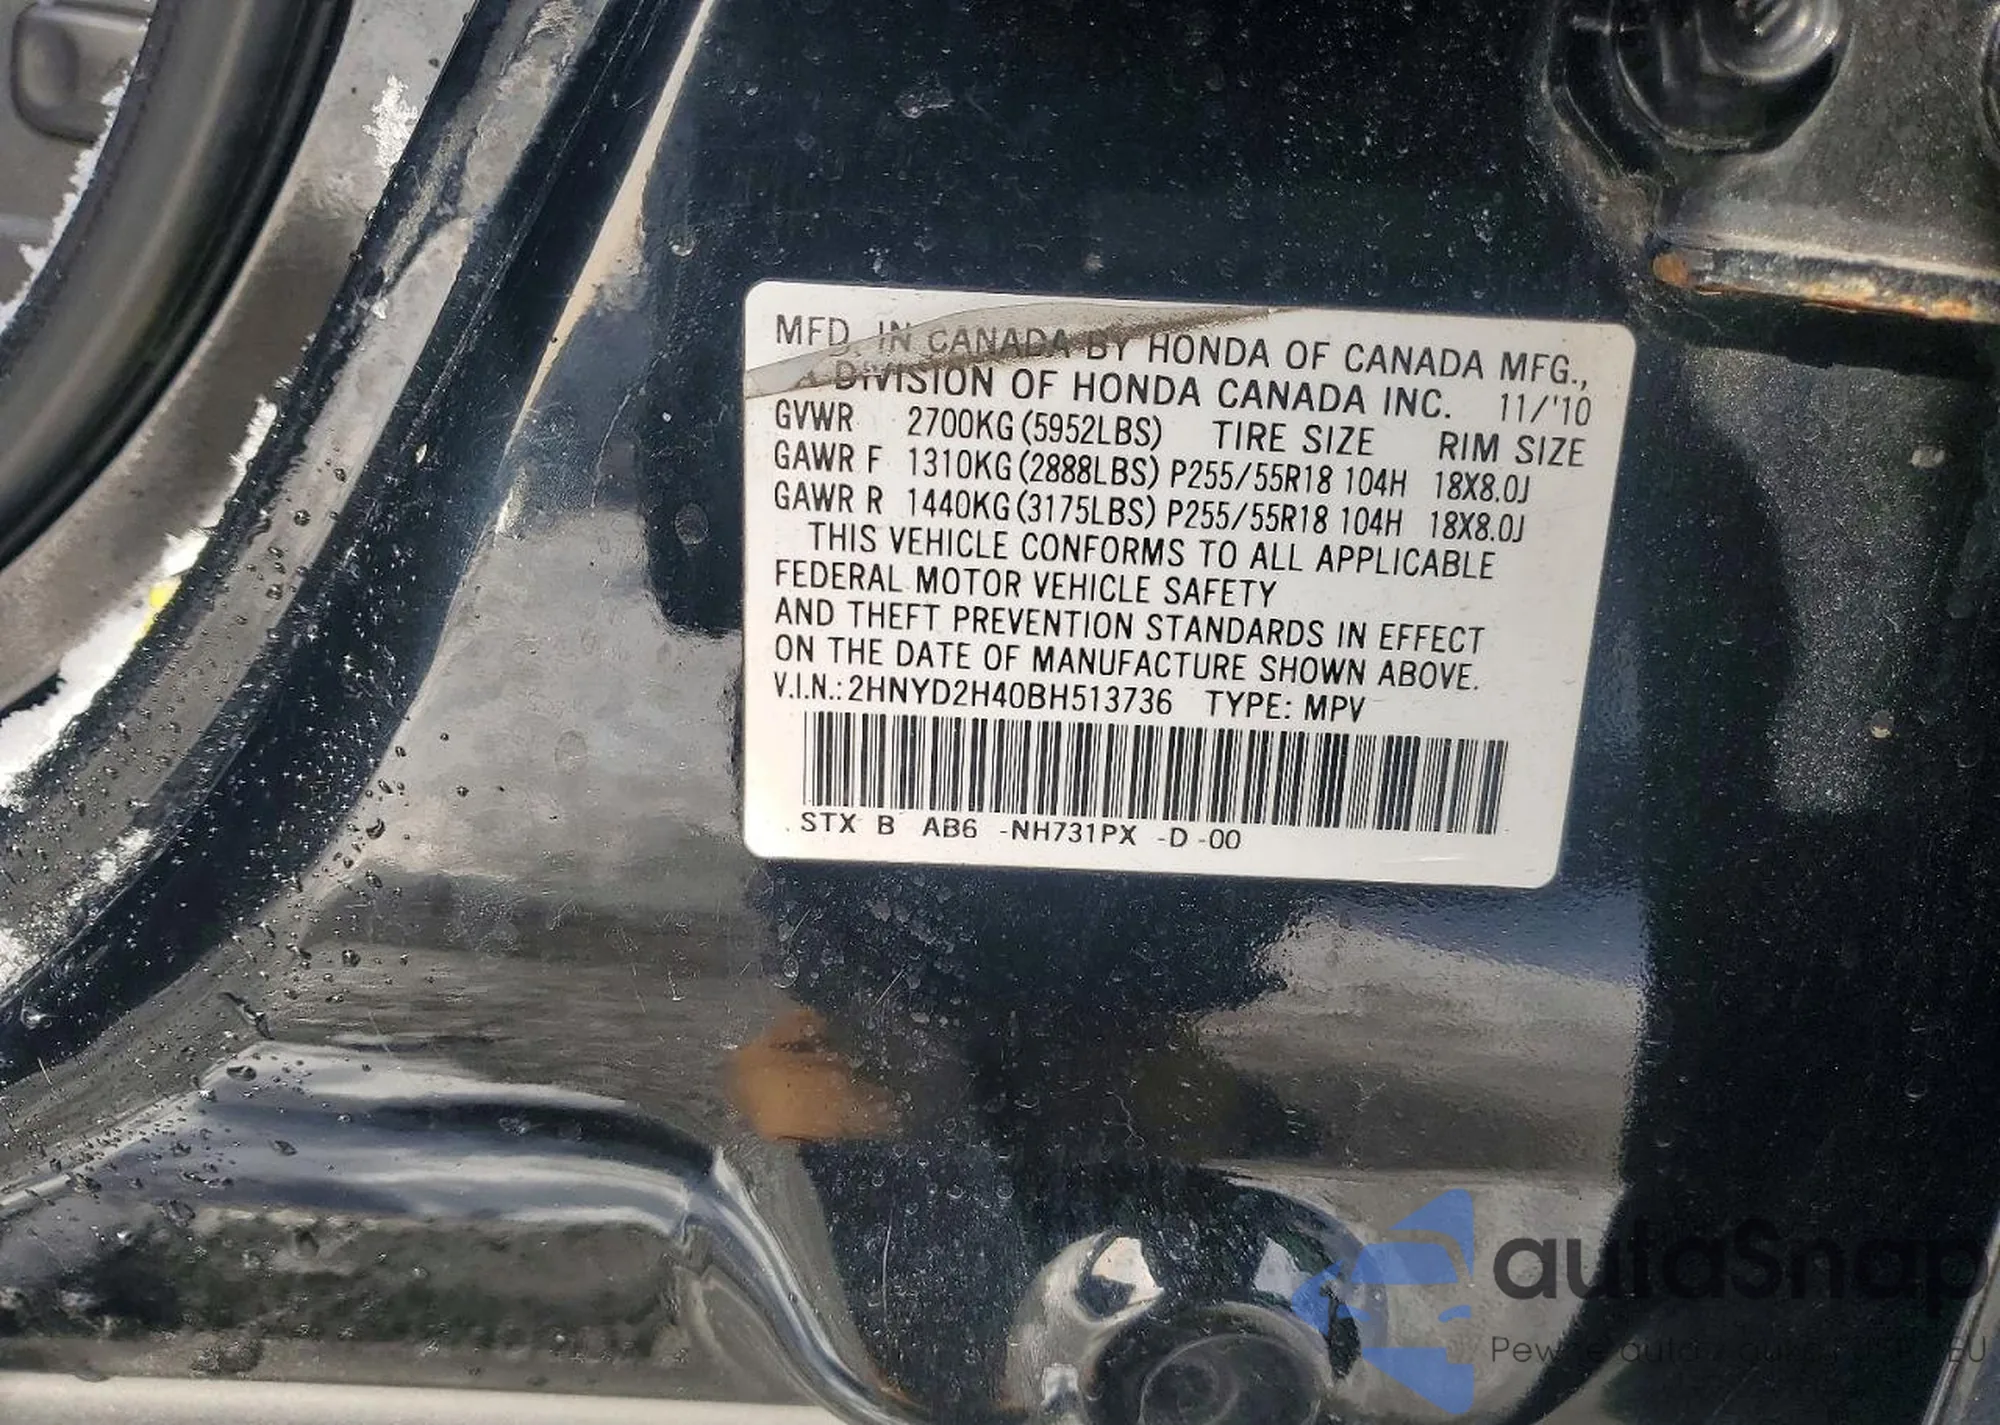 MFD. IN CANADA BY HONDA OF CANADA MFG.,
A DIVISION OF HONDA CANADA INC. 11/'10
GVWR 2700KG (5952LBS) TIRE SIZE RIM SIZE
GAWR F 1310KG (2888LBS) P255/55R18 104H 18X8.0J
GAWR R 1440KG (3175LBS) P255/55R18 104H 18X8.0J
THIS VEHICLE CONFORMS TO ALL APPLICABLE
FEDERAL MOTOR VEHICLE SAFETY
AND THEFT PREVENTION STANDARDS IN EFFECT
ON THE DATE OF MANUFACTURE SHOWN ABOVE.
V.I.N.: 2HNYD2H40BH513736 TYPE: MPV
STX B AB6 -NH731PX -D -00
autaSnap
auta z EU